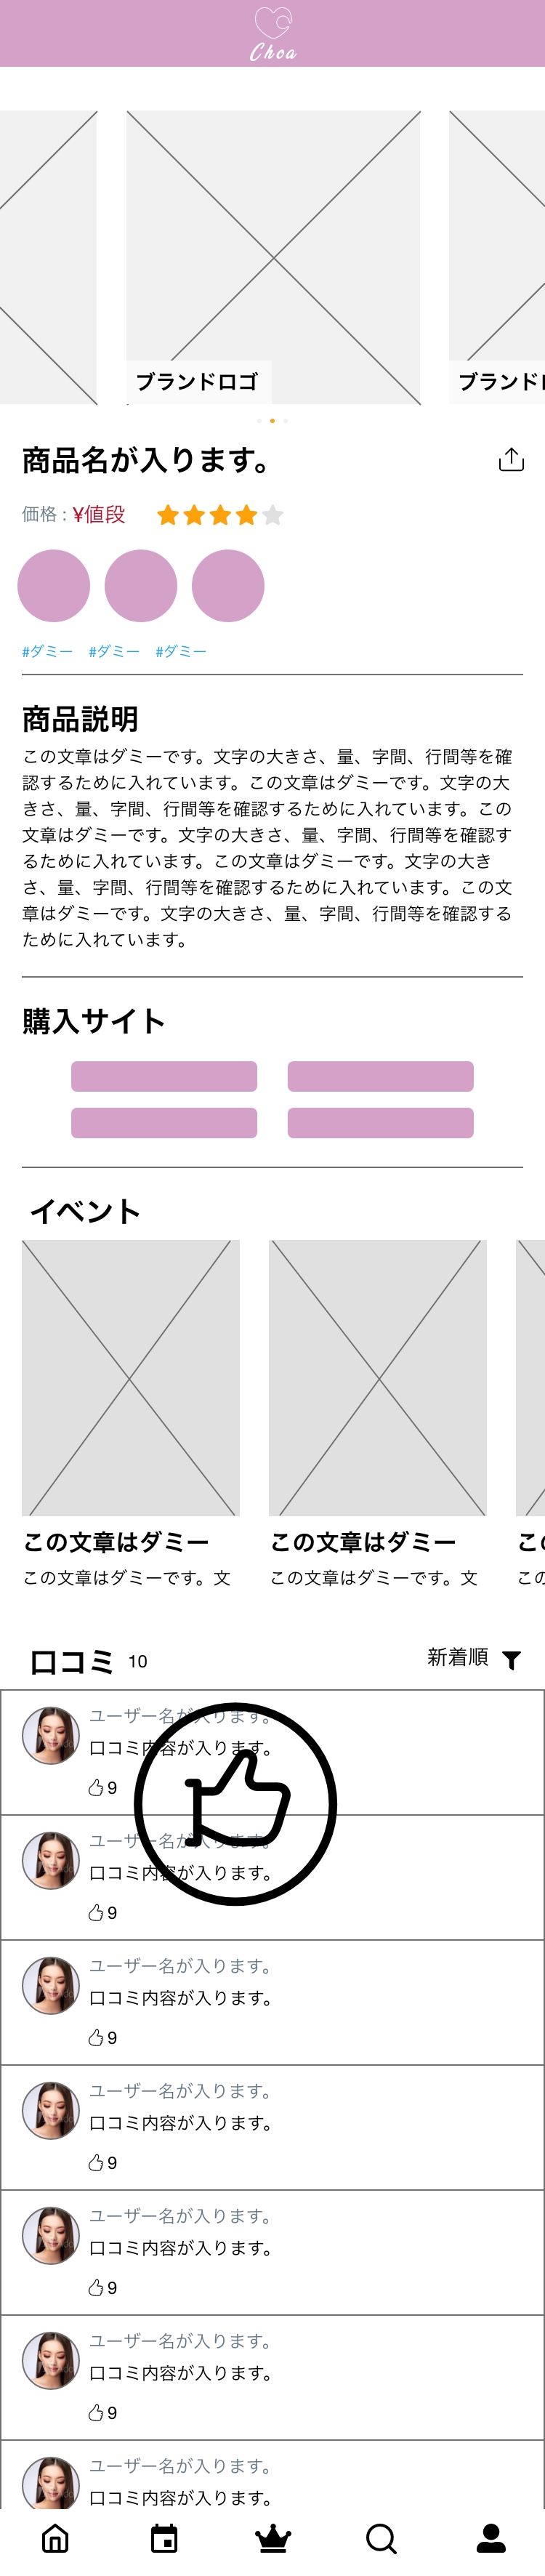 Choa
ブランドロゴ
商品名が入ります。
価格 : ¥値段
#ダミー #ダミー #ダミー
商品説明
この文章はダミーです。文字の大きさ、量、字間、行間等を確
認するために入れています。この文章はダミーです。文字の大
きさ、量、字間、行間等を確認するために入れています。この
文章はダミーです。文字の大きさ、量、字間、行間等を確認す
るために入れています。この文章はダミーです。文字の大き
さ、量、字間、行間等を確認するために入れています。この文
章はダミーです。文字の大きさ、量、字間、行間等を確認する
ために入れています。
購入サイト
イベント
この文章はダミー
この文章はダミーです。文
この文章はダミー
この文章はダミーです。文
口コミ 10
新着順
ユーザー名が入ります。
口コミ内容が入ります。
9
ユーザー名が入ります。
口コミ内容が入ります。
9
ユーザー名が入ります。
口コミ内容が入ります。
9
ユーザー名が入ります。
口コミ内容が入ります。
9
ユーザー名が入ります。
口コミ内容が入ります。
9
ユーザー名が入ります。
口コミ内容が入ります。
9
ユーザー名が入ります。
口コミ内容が入ります。